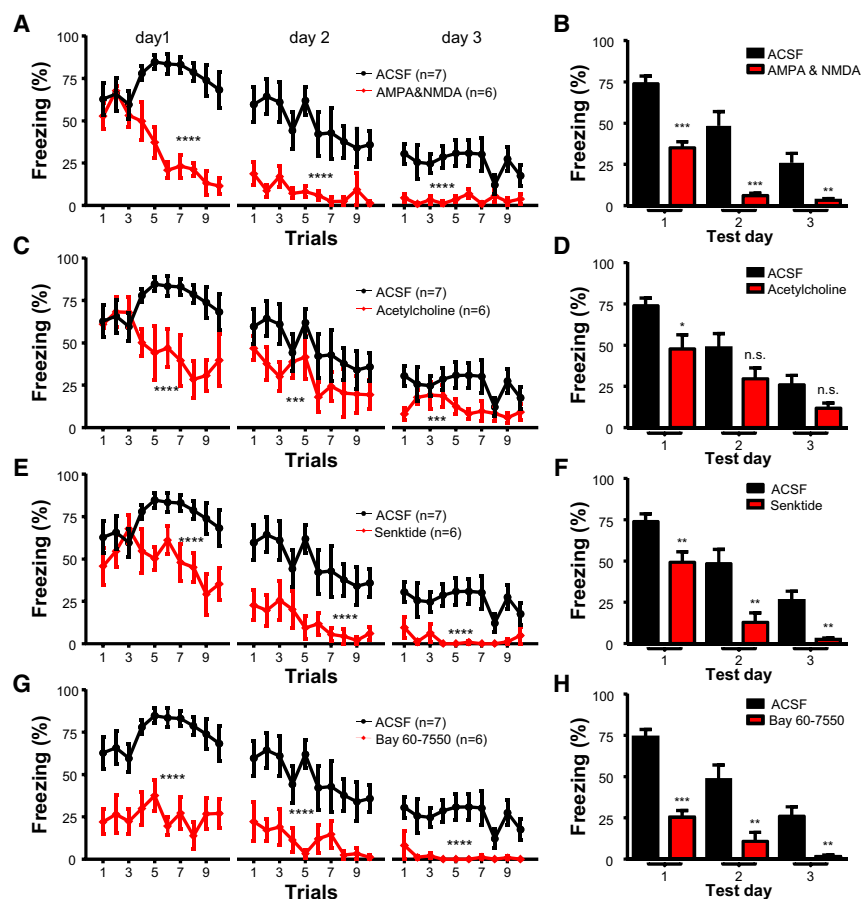 A
day1
day 2
day 3
Freezing (%)
75
50
25
0
ACSF (n=7)
AMPA&NMDA (n=6)
****
****
****
1 3 5 7 9
1 3 5 7 9
1 3 5 7 9
Trials
B
Freezing (%)
75
50
25
0
ACSF
AMPA & NMDA
***
***
**
1 2 3
Test day
C
Freezing (%)
75
50
25
0
ACSF (n=7)
Acetylcholine (n=6)
****
***
***
1 3 5 7 9
1 3 5 7 9
1 3 5 7 9
Trials
D
Freezing (%)
75
50
25
0
ACSF
Acetylcholine
*
n.s.
n.s.
1 2 3
Test day
E
Freezing (%)
75
50
25
0
ACSF (n=7)
Senktide (n=6)
****
****
****
1 3 5 7 9
1 3 5 7 9
1 3 5 7 9
Trials
F
Freezing (%)
75
50
25
0
ACSF
Senktide
**
**
**
1 2 3
Test day
G
Freezing (%)
75
50
25
0
ACSF (n=7)
Bay 60-7550 (n=6)
****
****
****
1 3 5 7 9
1 3 5 7 9
1 3 5 7 9
Trials
H
Freezing (%)
75
50
25
0
ACSF
Bay 60-7550
***
**
**
1 2 3
Test day